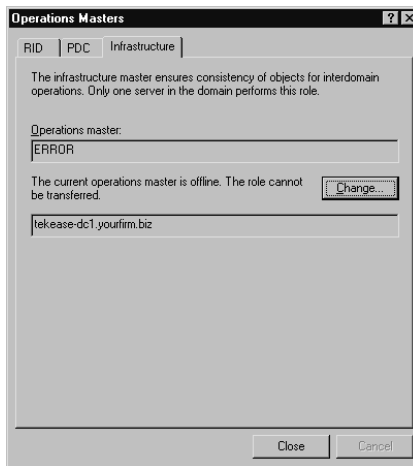 Operations Masters
RID PDC Infrastructure
The infrastructure master ensures consistency of objects for interdomain
operations. Only one server in the domain performs this role.
Operations master:
ERROR
The current operations master is offline. The role cannot
be transferred.
Change...
tekease-dc1.yourfirm.biz
Close Cancel